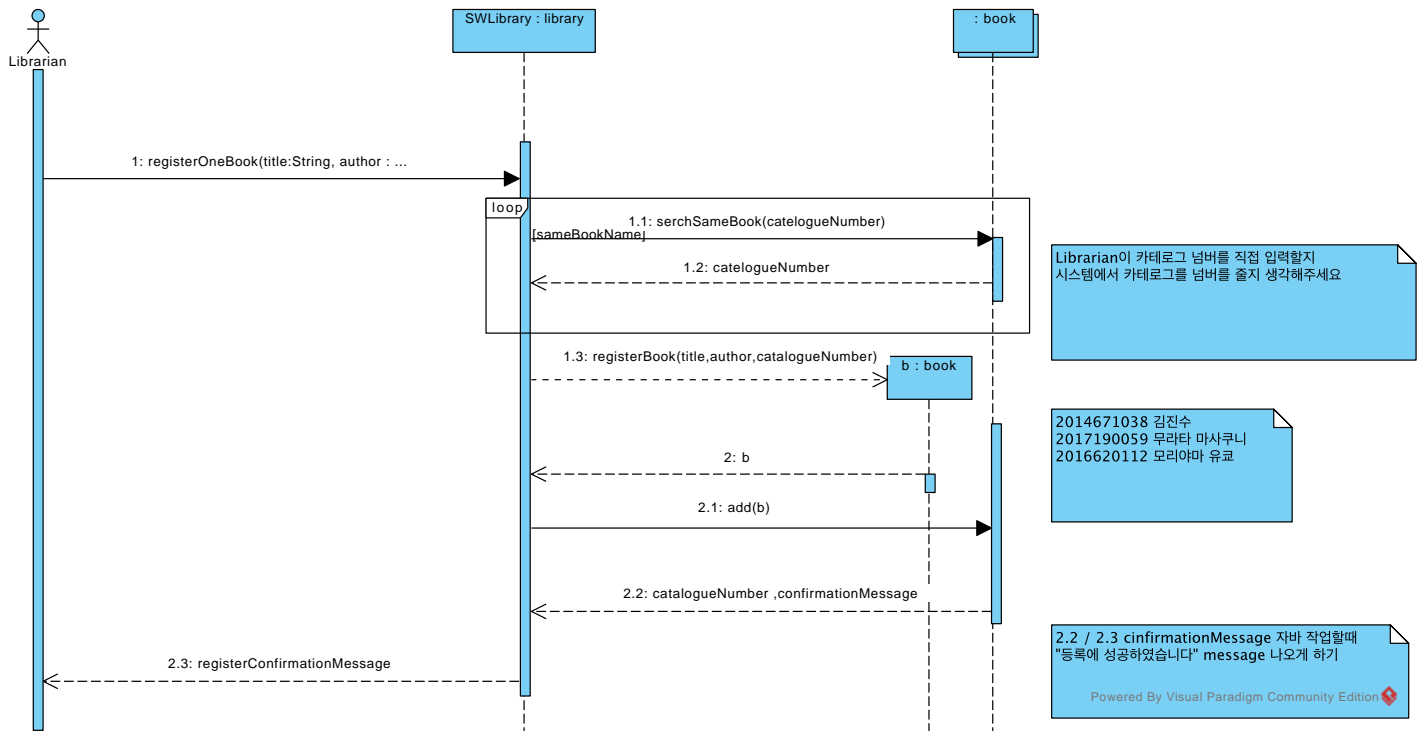 Librarian
SWLibrary : library
: book
1: registerOneBook(title:String, author : ...
loop
1.1: serchSameBook(catelogueNumber)
[sameBookName]
1.2: catelogueNumber
Librarian이 카테로그 넘버를 직접 입력할지
시스템에서 카테로그를 넘버를 줄지 생각해주세요
1.3: registerBook(title,author,catalogueNumber)
b : book
2014671038 김진수
2017190059 무라타 마사쿠니
2016620112 모리야마 유쿄
2: b
2.1: add(b)
2.2: catalogueNumber ,confirmationMessage
2.2 / 2.3 cinfirmationMessage 자바 작업할때
"등록에 성공하였습니다" message 나오게 하기
2.3: registerConfirmationMessage
Powered By Visual Paradigm Community Edition